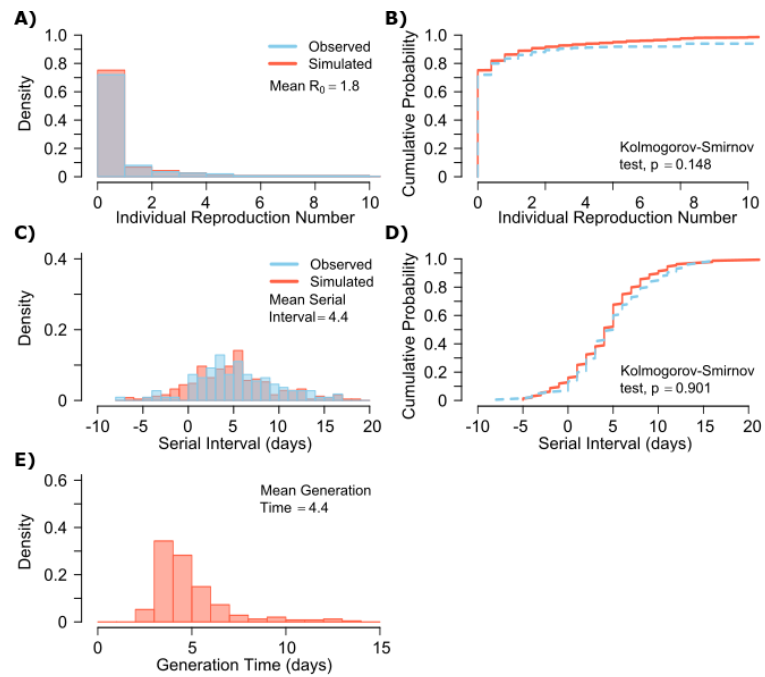 A)
1.0
0.8
0.6
0.4
0.2
0
Density
Observed
Simulated
Mean R0 = 1.8
0 2 4 6 8 10
Individual Reproduction Number
B)
1.0
0.8
0.6
0.4
0.2
0
Cumulative Probability
Kolmogorov-Smirnov
test, p = 0.148
0 2 4 6 8 10
Individual Reproduction Number
C)
0.4
0.2
0
Density
Observed
Simulated
Mean Serial
Interval = 4.4
-10 -5 0 5 10 15 20
Serial Interval (days)
D)
1.0
0.8
0.6
0.4
0.2
0
Cumulative Probability
Kolmogorov-Smirnov
test, p = 0.901
-10 -5 0 5 10 15 20
Serial Interval (days)
E)
0.6
0.4
0.2
0
Density
Mean Generation
Time = 4.4
0 5 10 15
Generation Time (days)